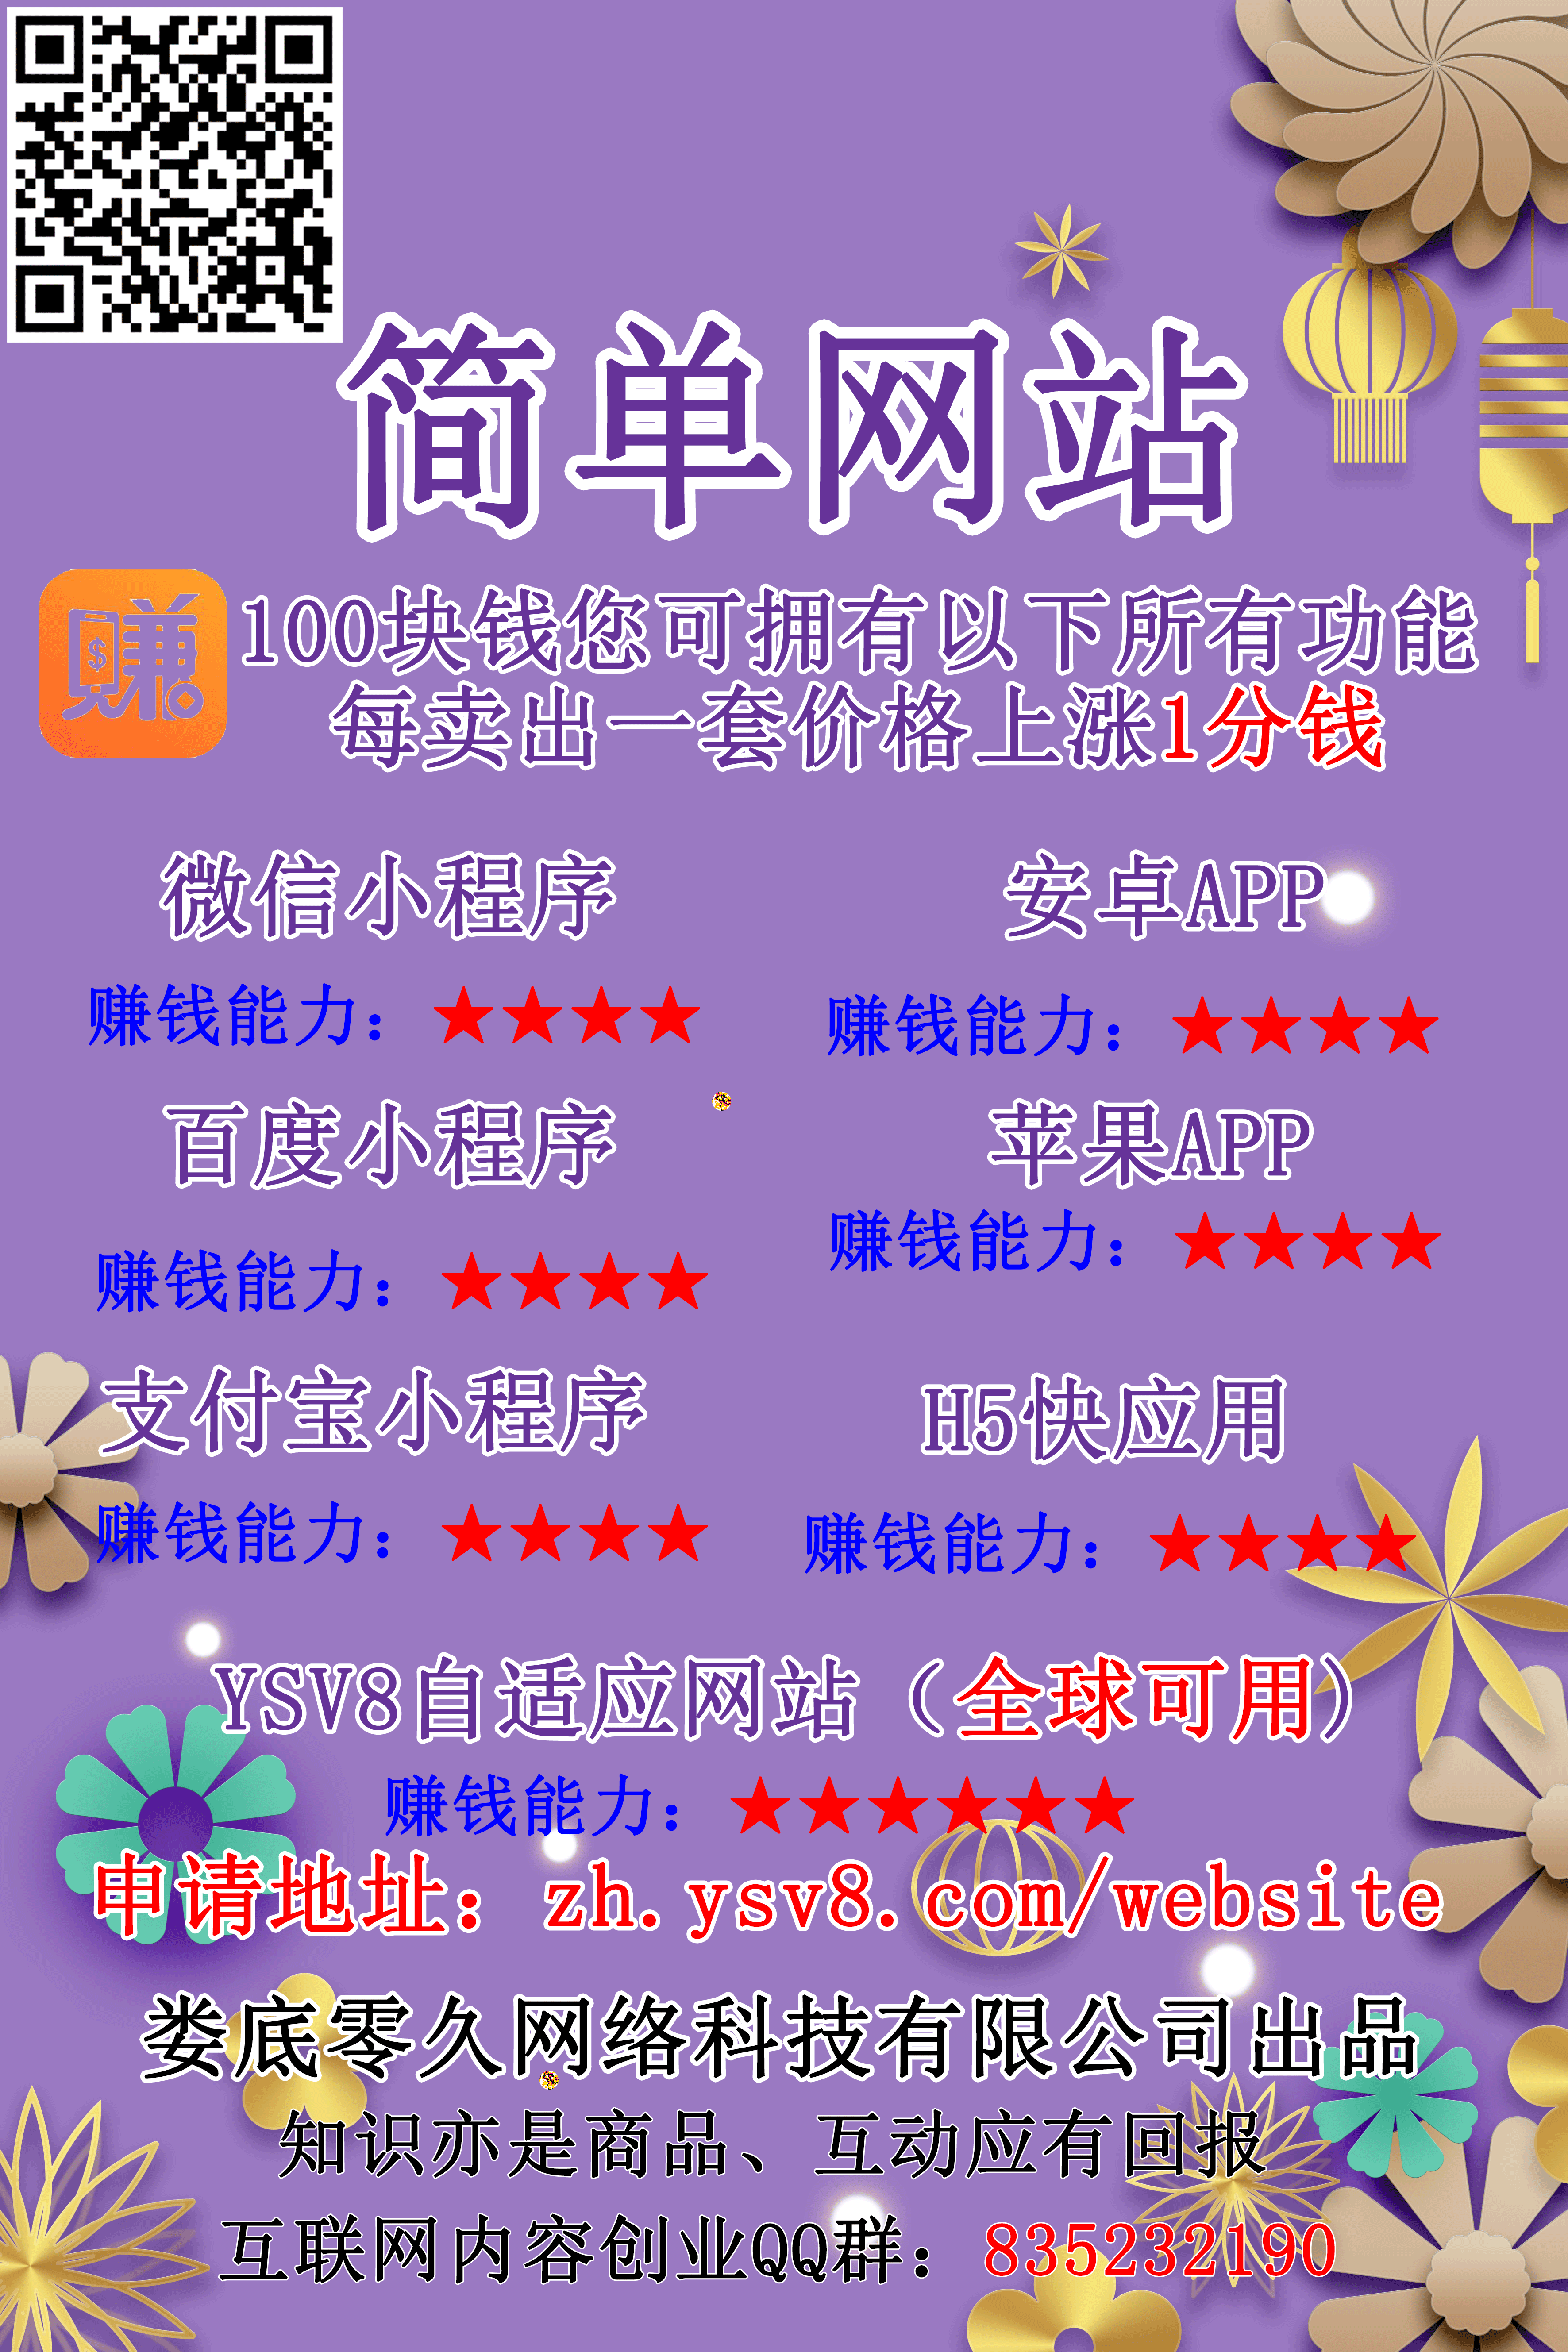 简单网站
赚
100块钱您可拥有以下所有功能
每卖出一套价格上涨1分钱
微信小程序
安卓APP
赚钱能力：★★★★
赚钱能力：★★★★
百度小程序
苹果APP
赚钱能力：★★★★
赚钱能力：★★★★
支付宝小程序
H5快应用
赚钱能力：★★★★
赚钱能力：★★★★
YSV8自适应网站（全球可用）
赚钱能力：★★★★★★
申请地址：zh.ysv8.com/website
娄底零久网络科技有限公司出品
知识亦是商品、互动应有回报
互联网内容创业QQ群：835232190